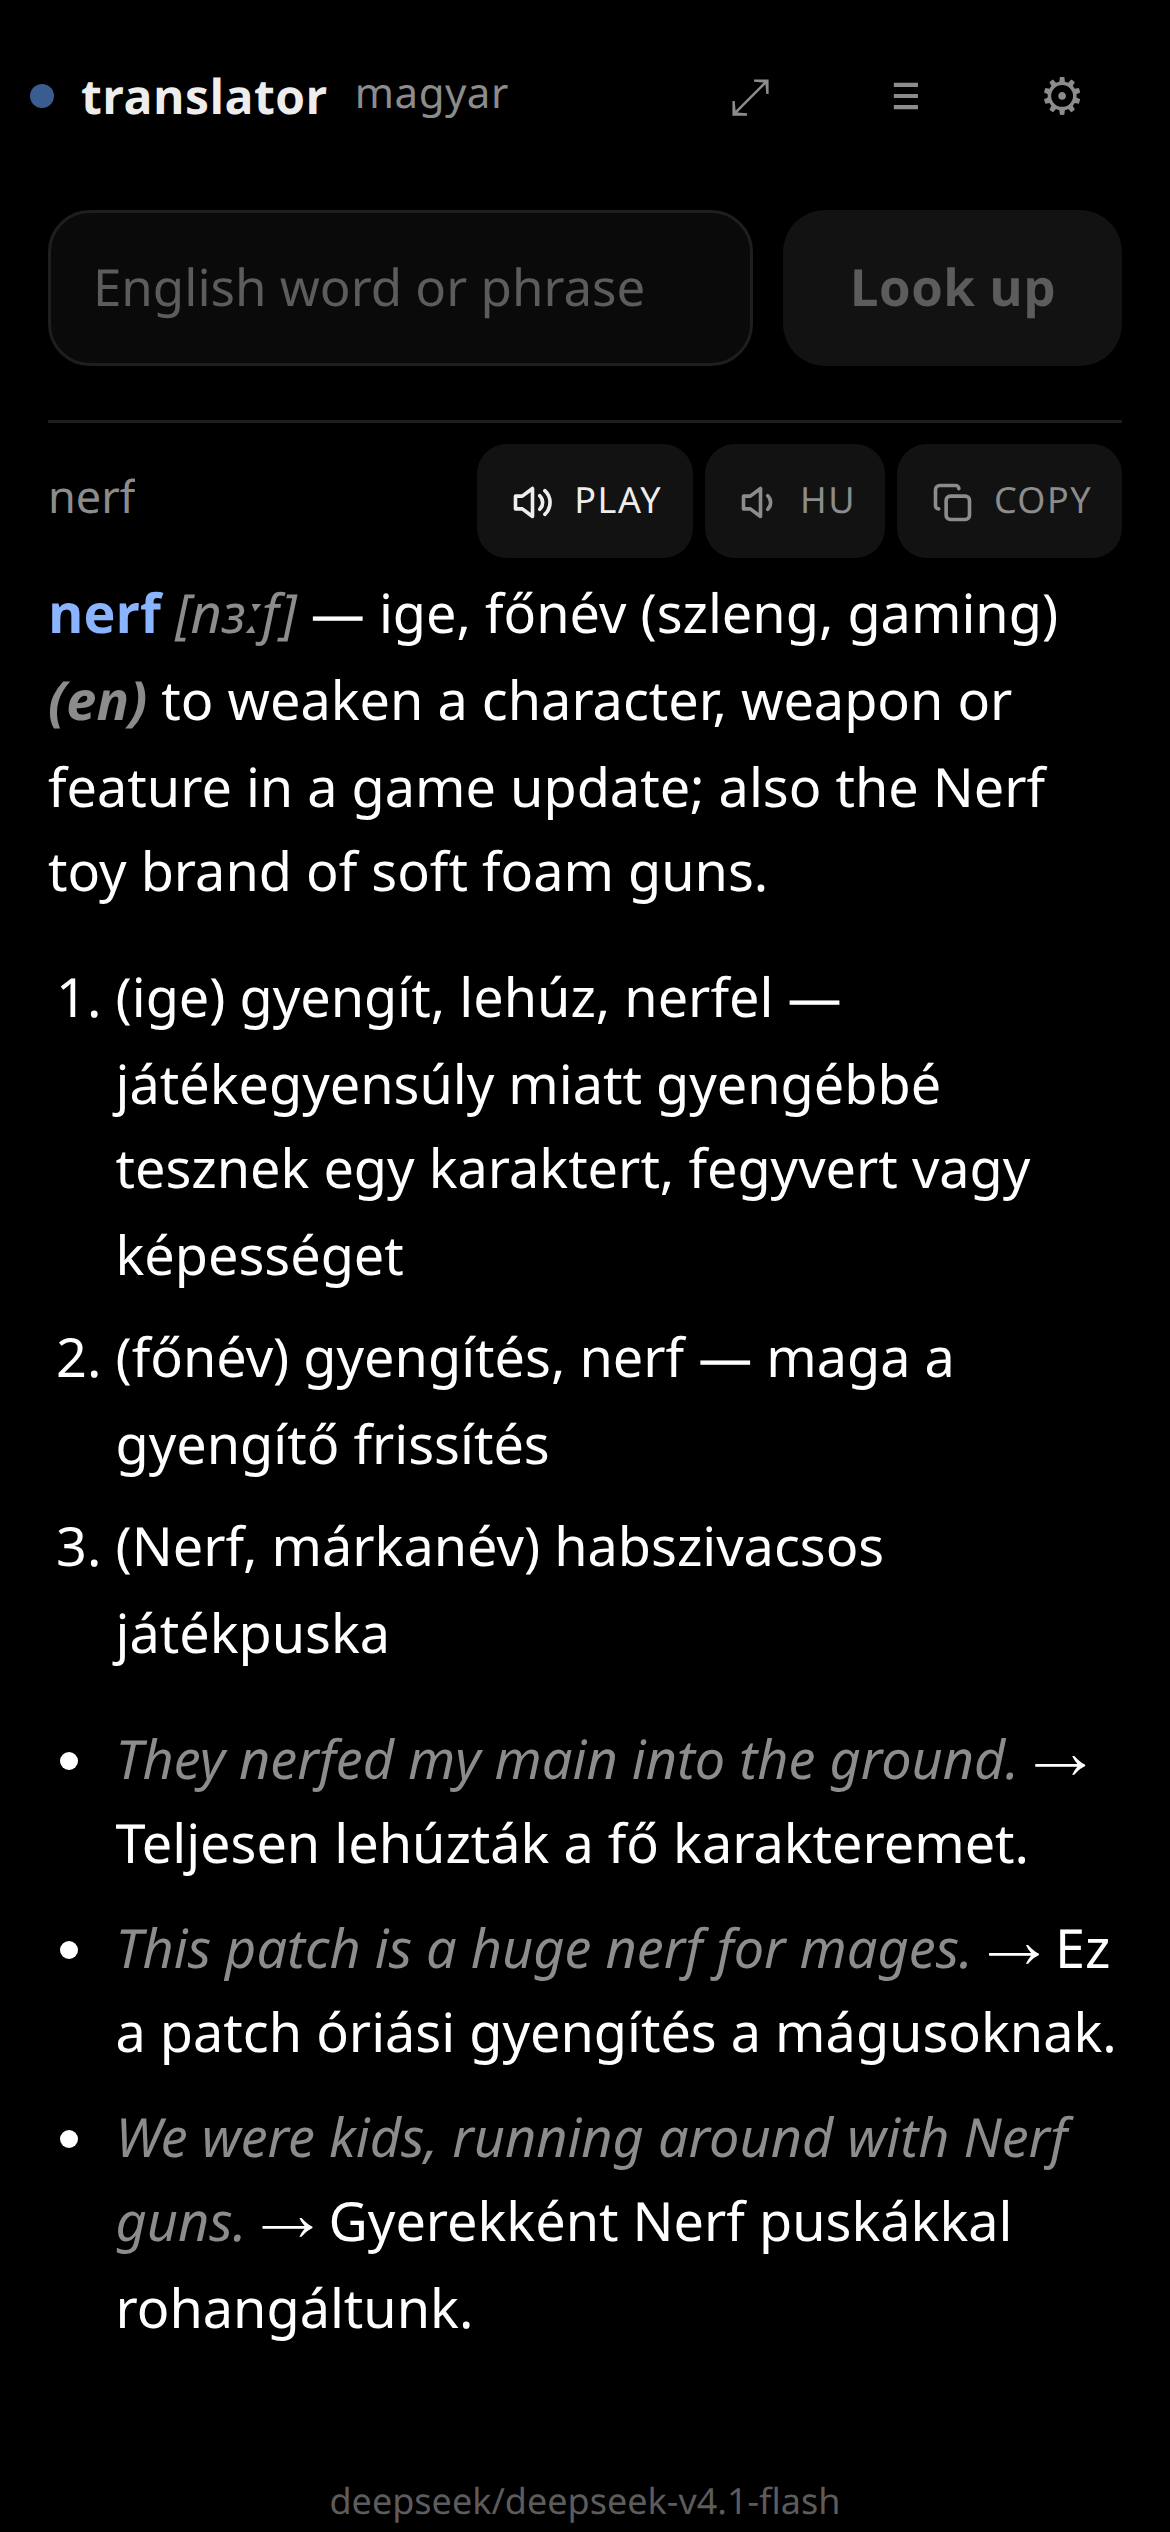 translator magyar
English word or phrase
Look up
nerf
PLAY
HU
COPY
nerf [nɜːf] — ige, főnév (szleng, gaming)
(en) to weaken a character, weapon or
feature in a game update; also the Nerf
toy brand of soft foam guns.
1. (ige) gyengít, lehúz, nerfel —
játékegyensúly miatt gyengébbé
tesznek egy karaktert, fegyvert vagy
képességet
2. (főnév) gyengítés, nerf — maga a
gyengítő frissítés
3. (Nerf, márkanév) habszivacsos
játékpuska
• They nerfed my main into the ground. →
Teljesen lehúzták a fő karakteremet.
• This patch is a huge nerf for mages. → Ez
a patch óriási gyengítés a mágusoknak.
• We were kids, running around with Nerf
guns. → Gyerekként Nerf puskákkal
rohangáltunk.
deepseek/deepseek-v4.1-flash